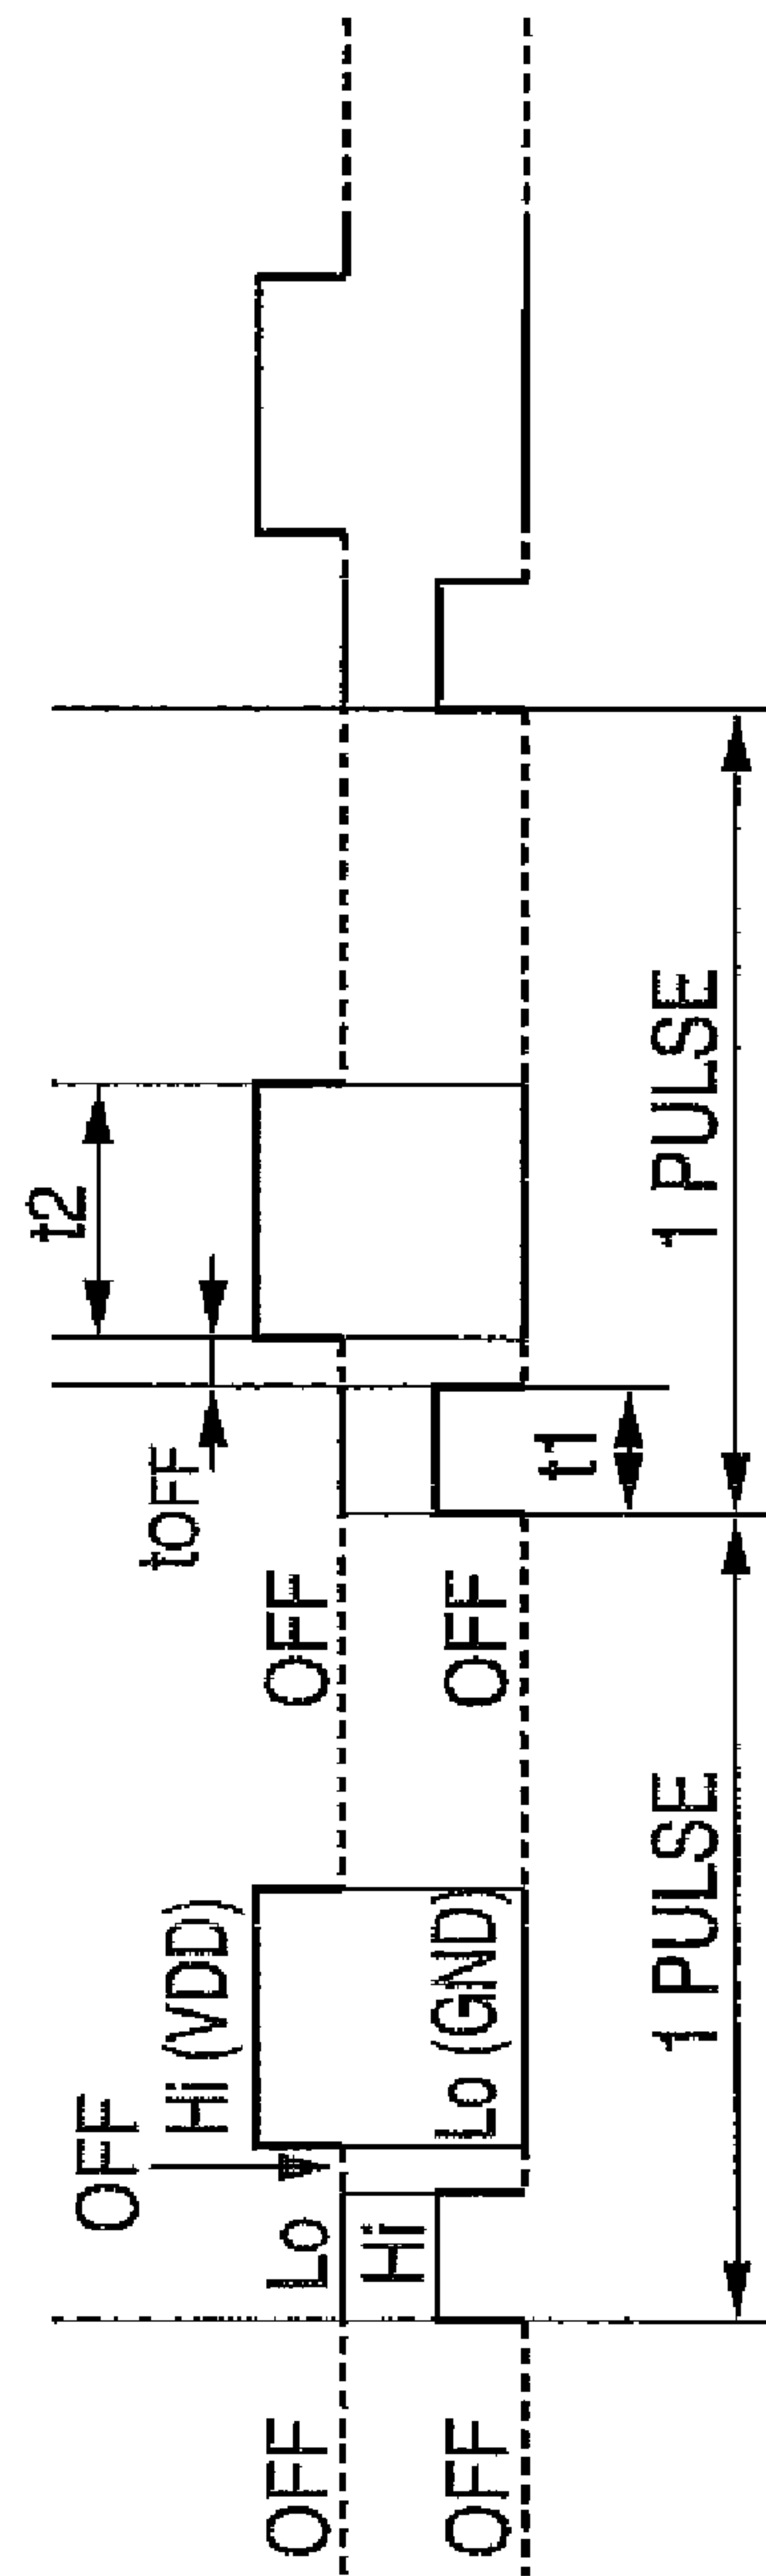 t2
tOFF
OFF
Hi (VDD)
OFF
Lo
OFF
Hi
t1
OFF
Lo (GND)
OFF
1 PULSE
1 PULSE